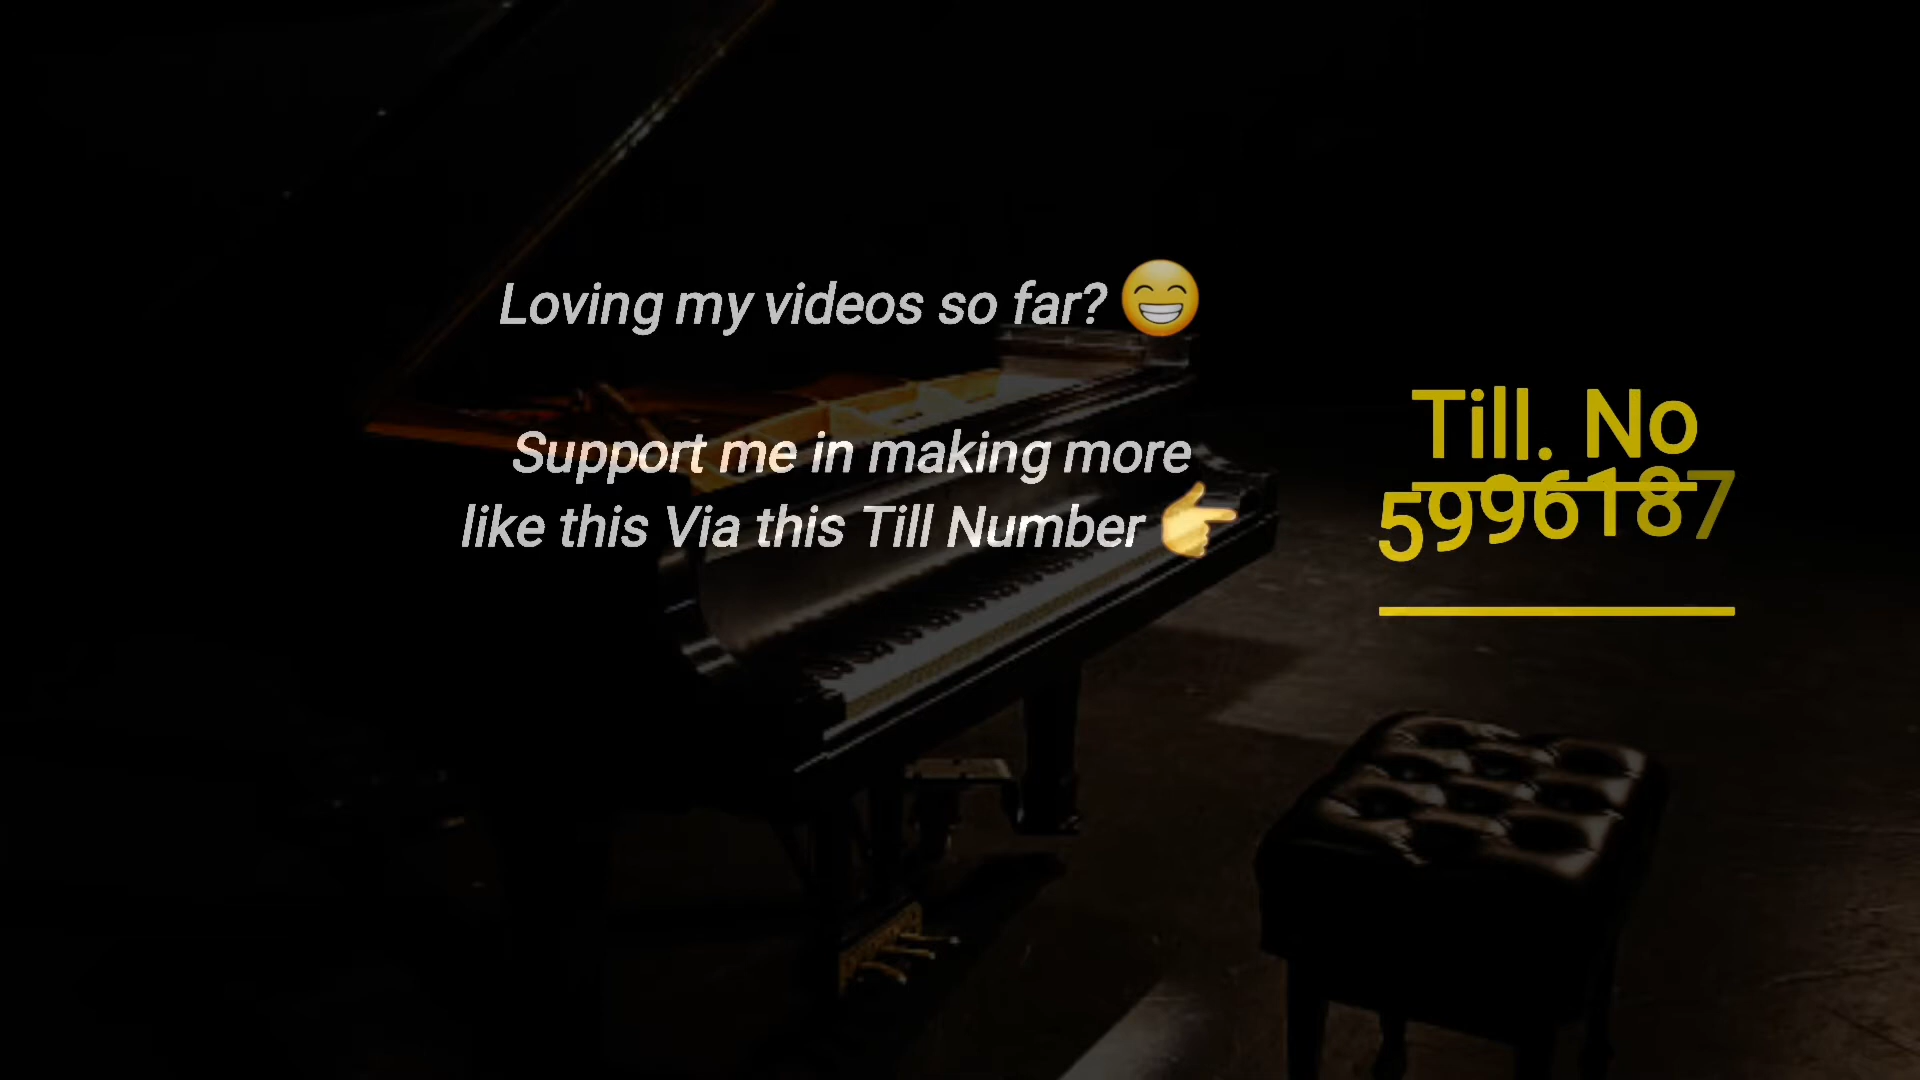 Loving my videos so far? 😁
Support me in making more
like this Via this Till Number 👉
Till. No
5996187